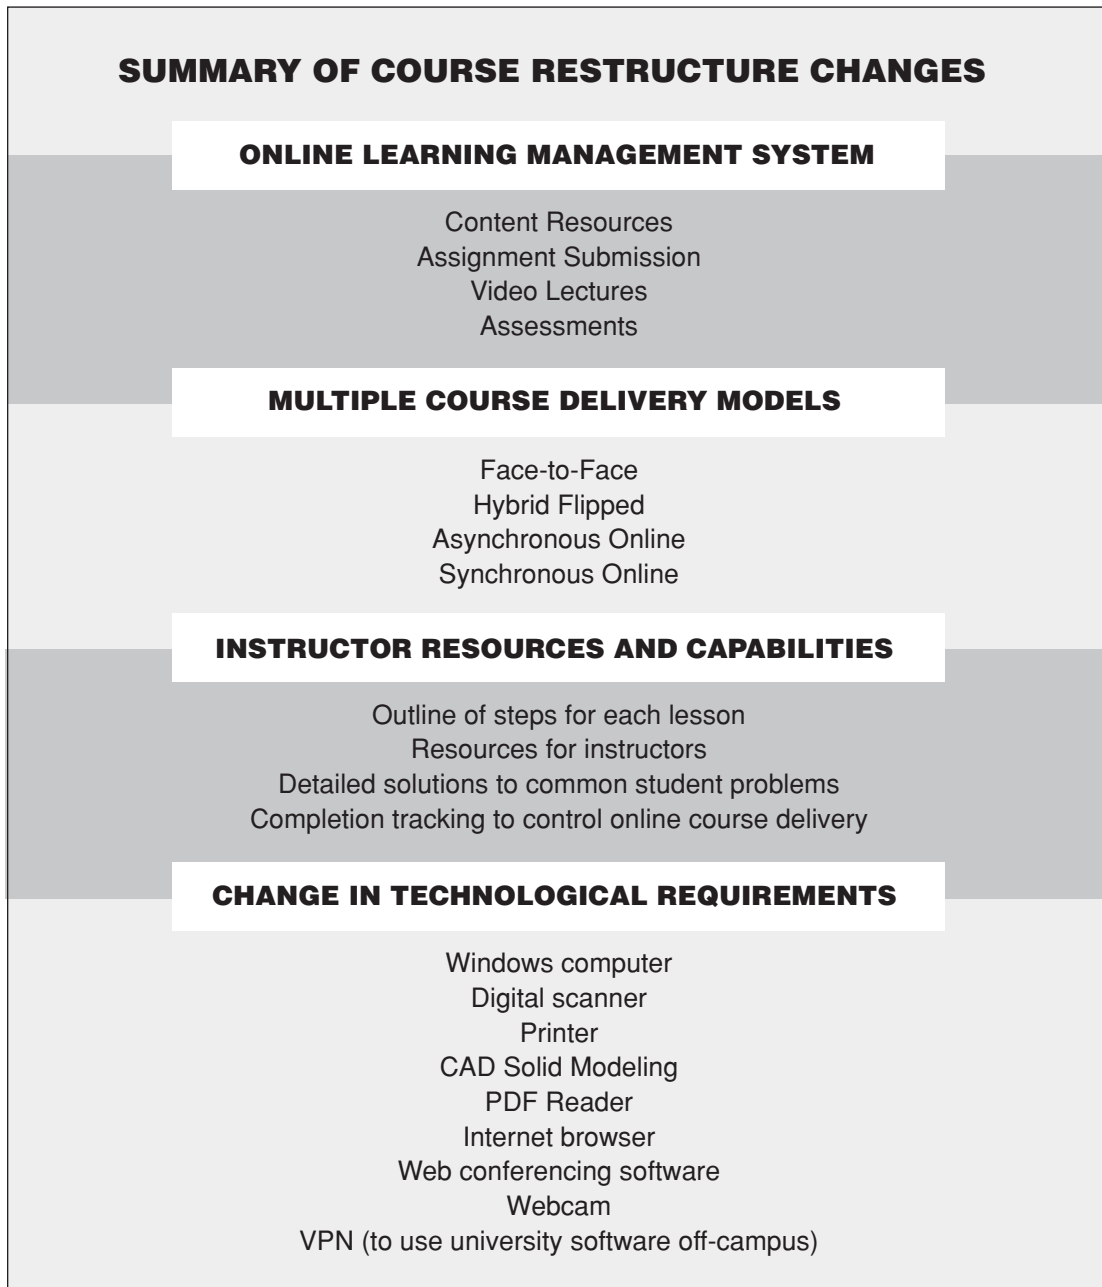 SUMMARY OF COURSE RESTRUCTURE CHANGES
ONLINE LEARNING MANAGEMENT SYSTEM
Content Resources
Assignment Submission
Video Lectures
Assessments
MULTIPLE COURSE DELIVERY MODELS
Face-to-Face
Hybrid Flipped
Asynchronous Online
Synchronous Online
INSTRUCTOR RESOURCES AND CAPABILITIES
Outline of steps for each lesson
Resources for instructors
Detailed solutions to common student problems
Completion tracking to control online course delivery
CHANGE IN TECHNOLOGICAL REQUIREMENTS
Windows computer
Digital scanner
Printer
CAD Solid Modeling
PDF Reader
Internet browser
Web conferencing software
Webcam
VPN (to use university software off-campus)